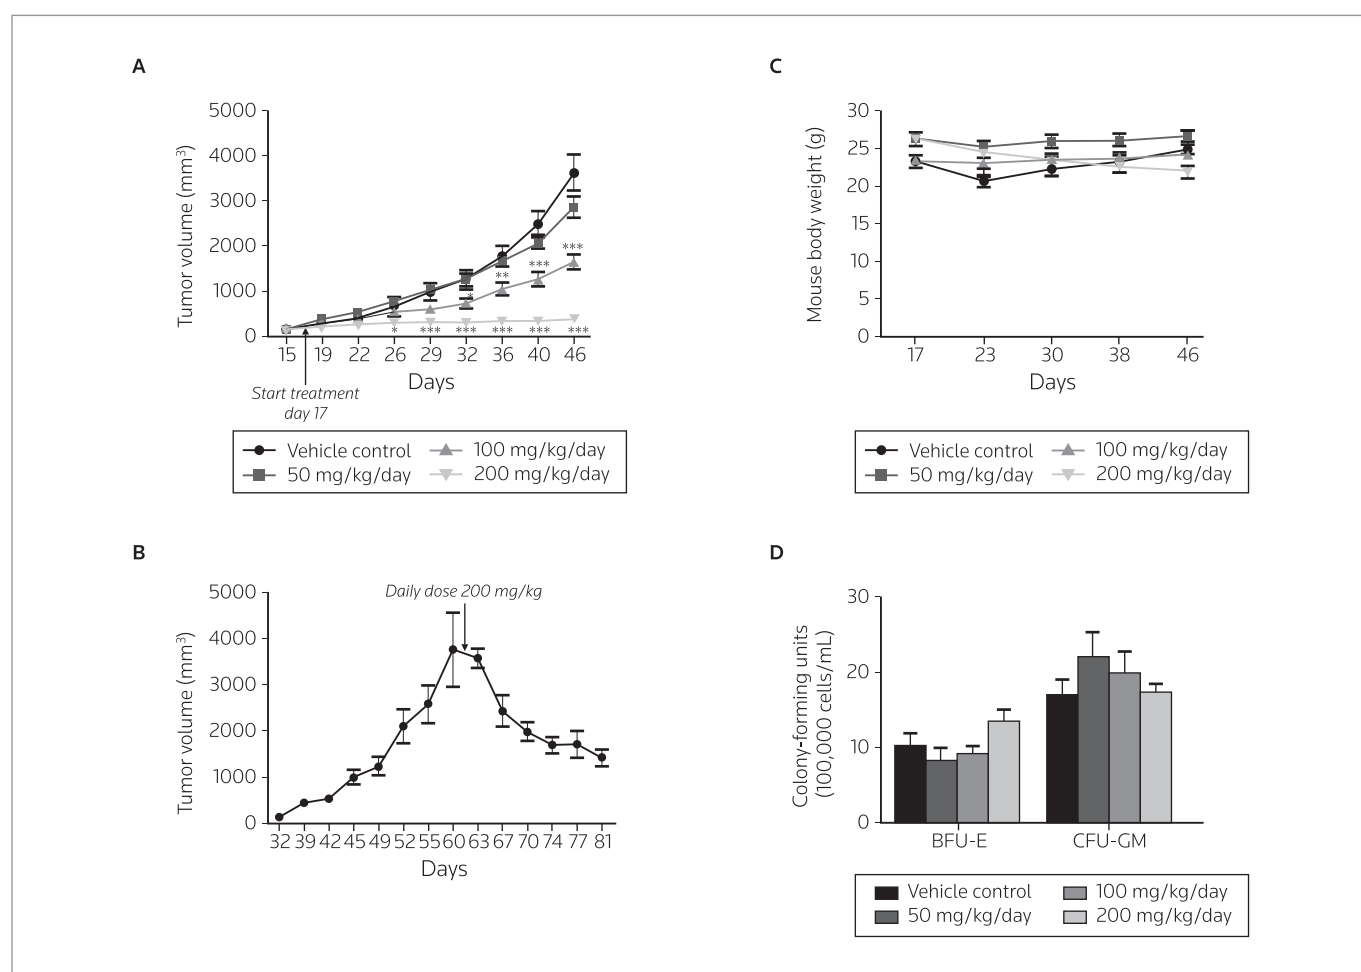 A
Tumor volume (mm³)
5000
4000
3000
2000
1000
0
***
***
**
*
* *** *** *** *** ***
15 19 22 26 29 32 36 40 46
Days
Start treatment
day 17
Vehicle control 100 mg/kg/day
50 mg/kg/day 200 mg/kg/day
C
Mouse body weight (g)
30
25
20
15
10
5
0
17 23 30 38 46
Days
Vehicle control 100 mg/kg/day
50 mg/kg/day 200 mg/kg/day
B
Tumor volume (mm³)
5000
4000
3000
2000
1000
0
Daily dose 200 mg/kg
32 39 42 45 49 52 55 60 63 67 70 74 77 81
Days
D
Colony-forming units
(100,000 cells/mL)
30
20
10
0
BFU-E CFU-GM
Vehicle control 100 mg/kg/day
50 mg/kg/day 200 mg/kg/day